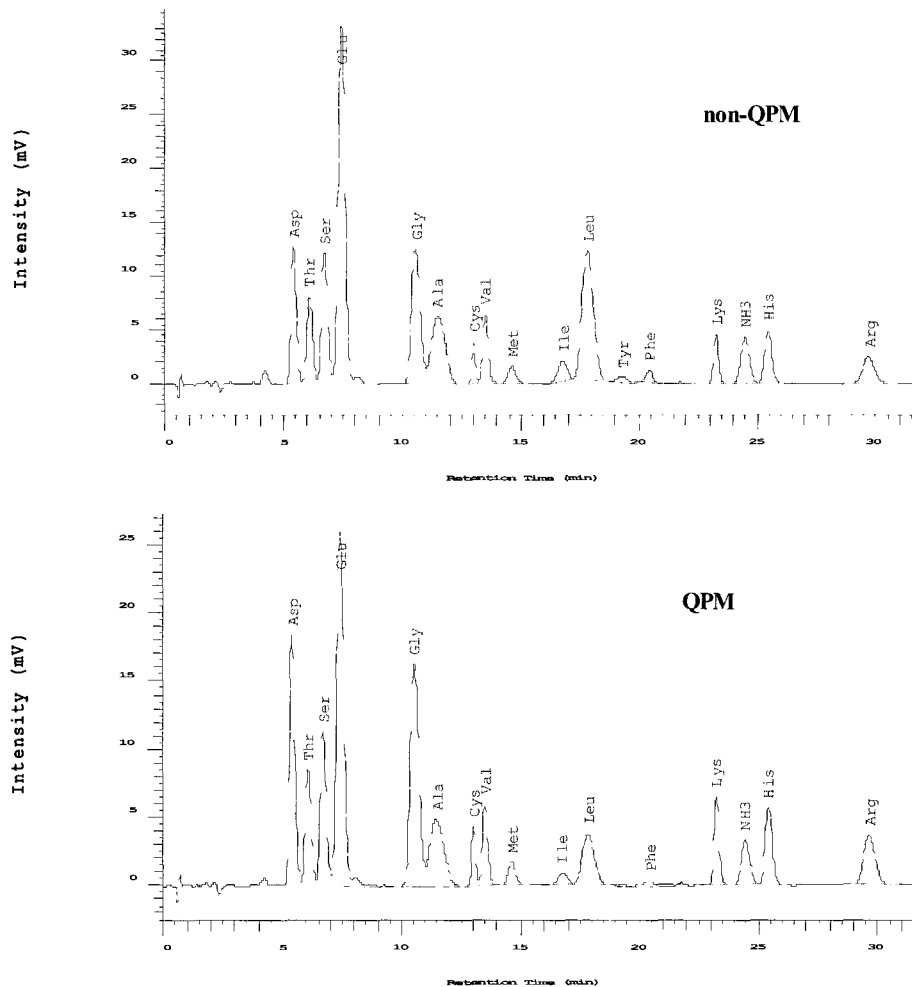 non-QPM
Intensity (mV)
30
25
20
15
10
5
0
Asp
Thr
Ser
Glu
Gly
Ala
Cys
Val
Met
Ile
Leu
Tyr
Phe
Lys
NH3
His
Arg
0 5 10 15 20 25 30
Retention Time (min)
QPM
Intensity (mV)
25
20
15
10
5
0
Asp
Thr
Ser
Glu
Gly
Ala
Cys
Val
Met
Ile
Leu
Phe
Lys
NH3
His
Arg
0 5 10 15 20 25 30
Retention Time (min)